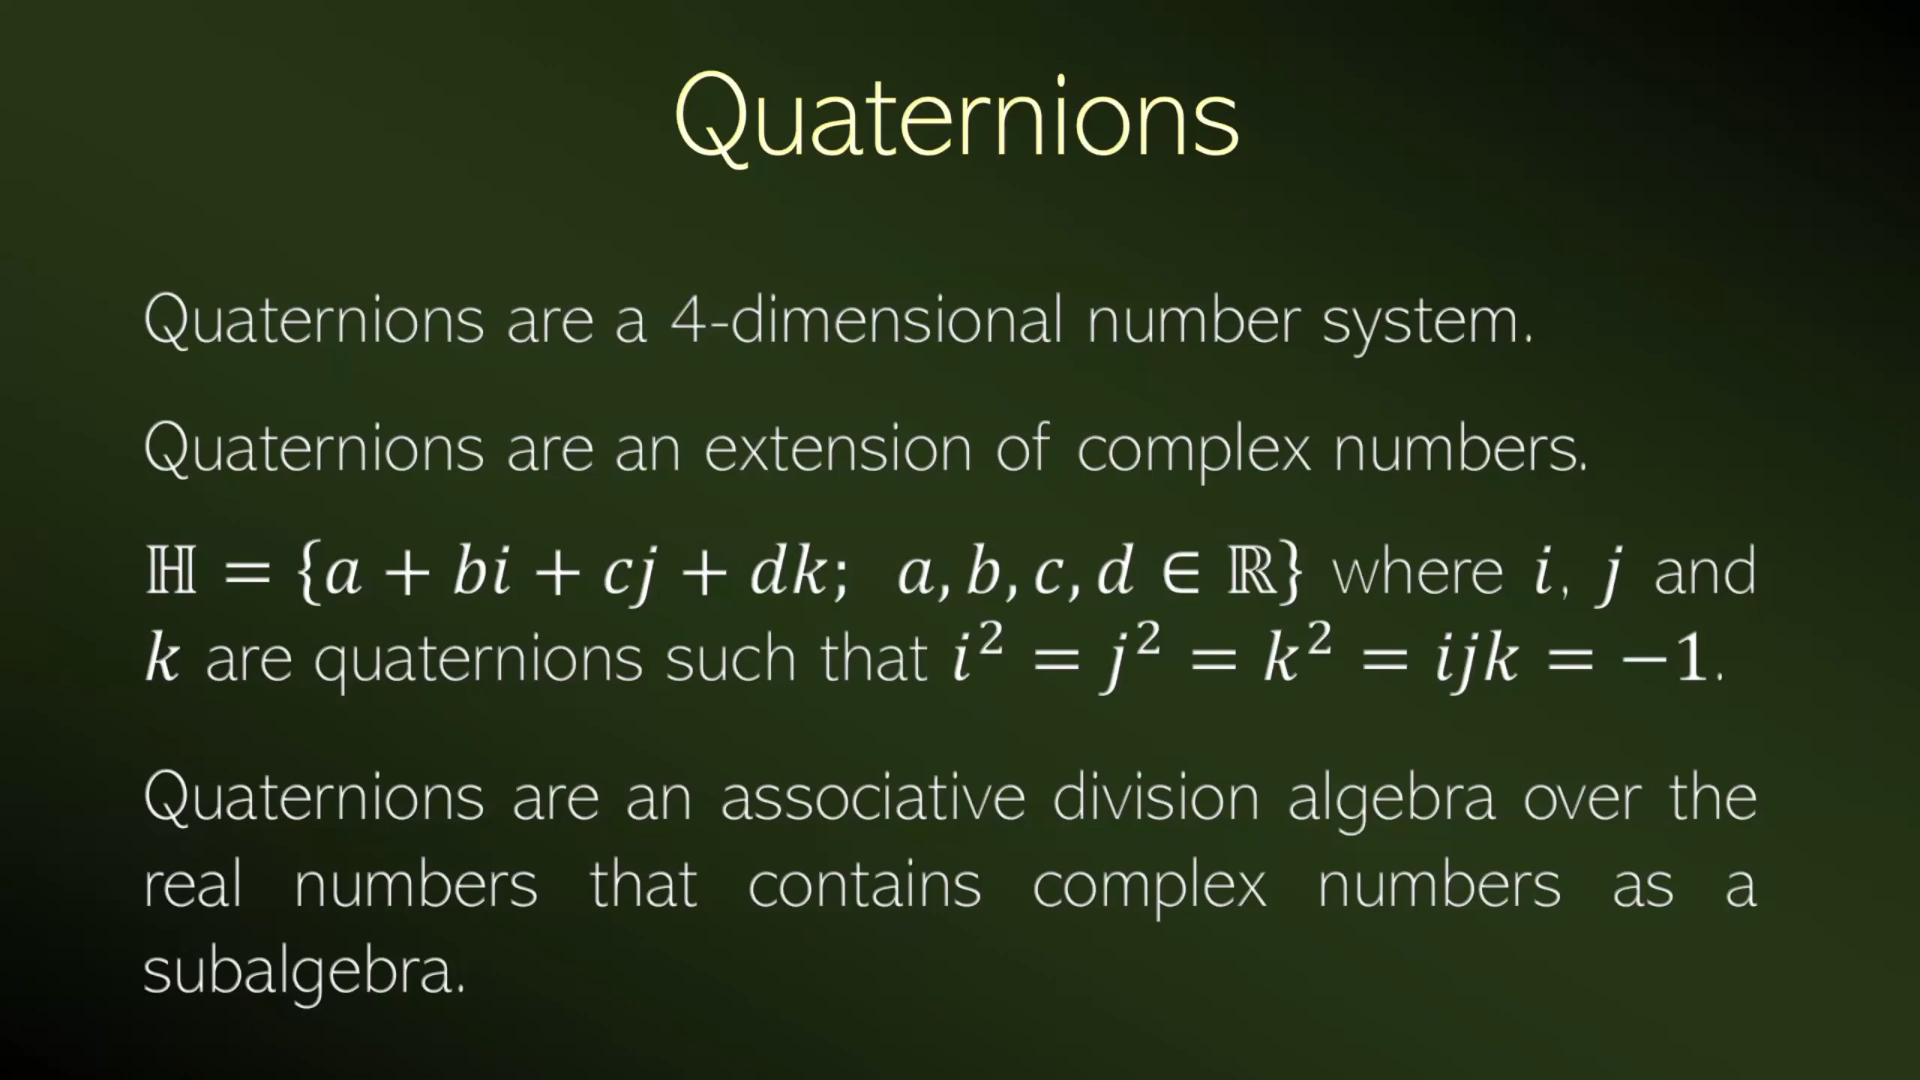 Quaternions
Quaternions are a 4-dimensional number system.
Quaternions are an extension of complex numbers.
ℍ = {a + bi + cj + dk;  a, b, c, d ∈ ℝ} where i, j and
k are quaternions such that i² = j² = k² = ijk = −1.
Quaternions are an associative division algebra over the
real numbers that contains complex numbers as a
subalgebra.